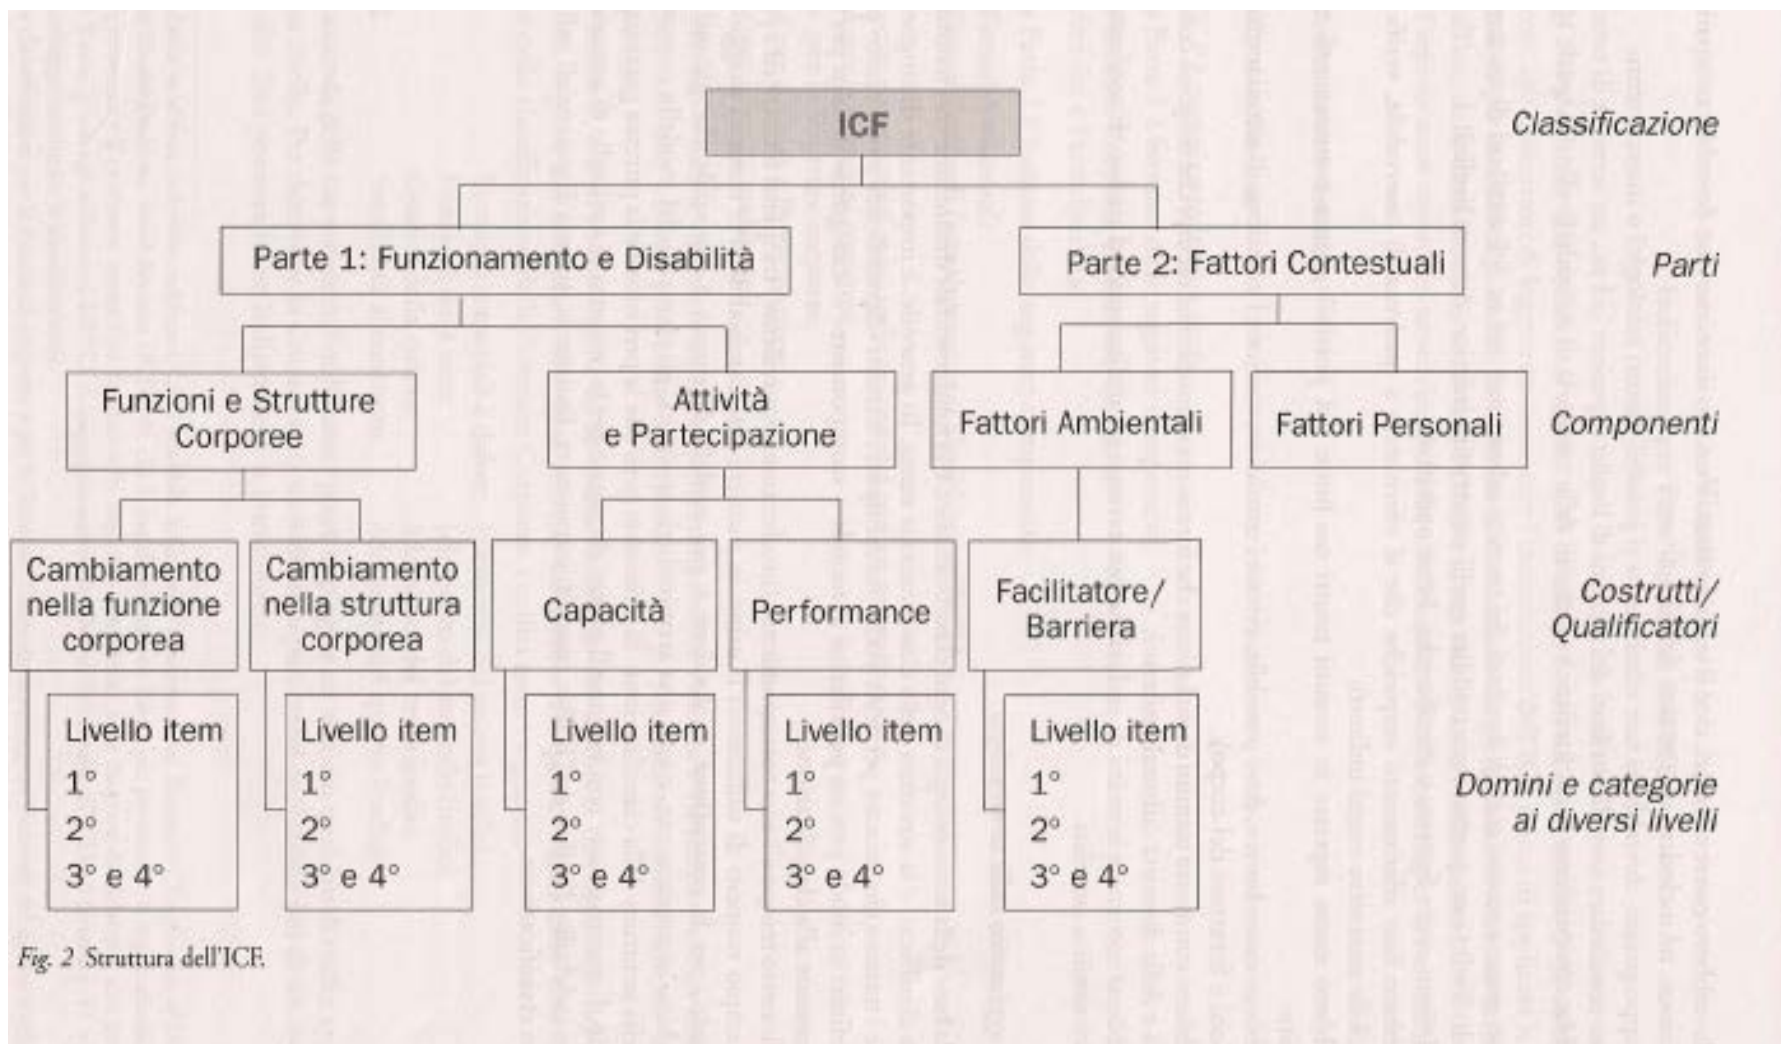 ICF
Classificazione
Parte 1: Funzionamento e Disabilità
Parte 2: Fattori Contestuali
Parti
Funzioni e Strutture
Corporee
Attività
e Partecipazione
Fattori Ambientali
Fattori Personali
Componenti
Cambiamento
nella funzione
corporea
Cambiamento
nella struttura
corporea
Capacità
Performance
Facilitatore/
Barriera
Costrutti/
Qualificatori
Livello item
1°
2°
3° e 4°
Livello item
1°
2°
3° e 4°
Livello item
1°
2°
3° e 4°
Livello item
1°
2°
3° e 4°
Livello item
1°
2°
3° e 4°
Domini e categorie
ai diversi livelli
Fig. 2 Struttura dell'ICF.